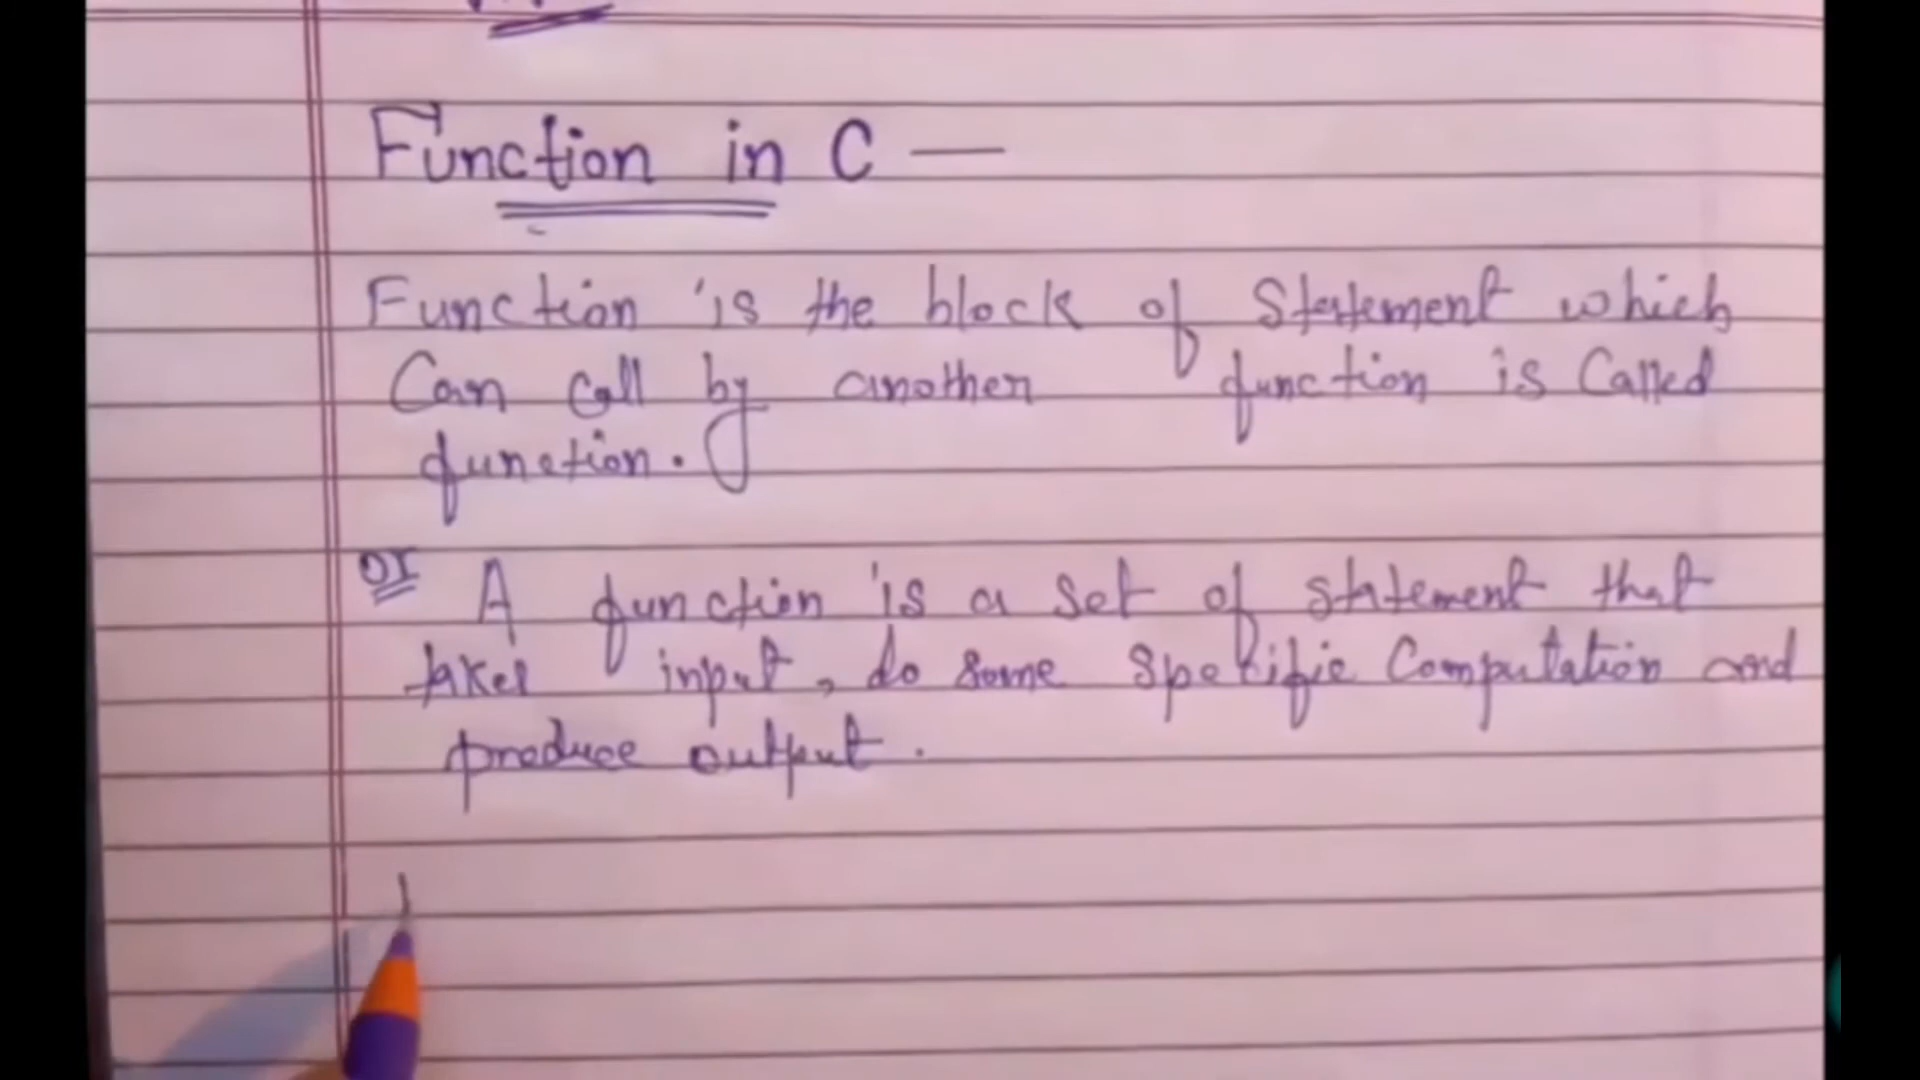 Function in C —
Function is the block of Statement which
Can Call by another function is Called
function.
or A function is a set of statement that
takes input, do some Spekific Computation and
produce output.